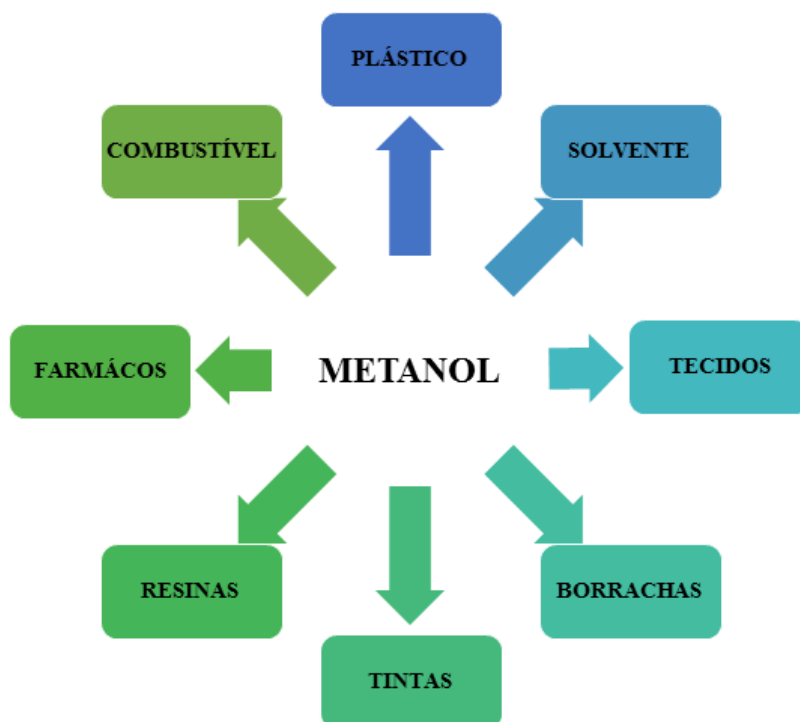 PLÁSTICO
COMBUSTÍVEL
SOLVENTE
FARMÁCOS
METANOL
TECIDOS
RESINAS
BORRACHAS
TINTAS